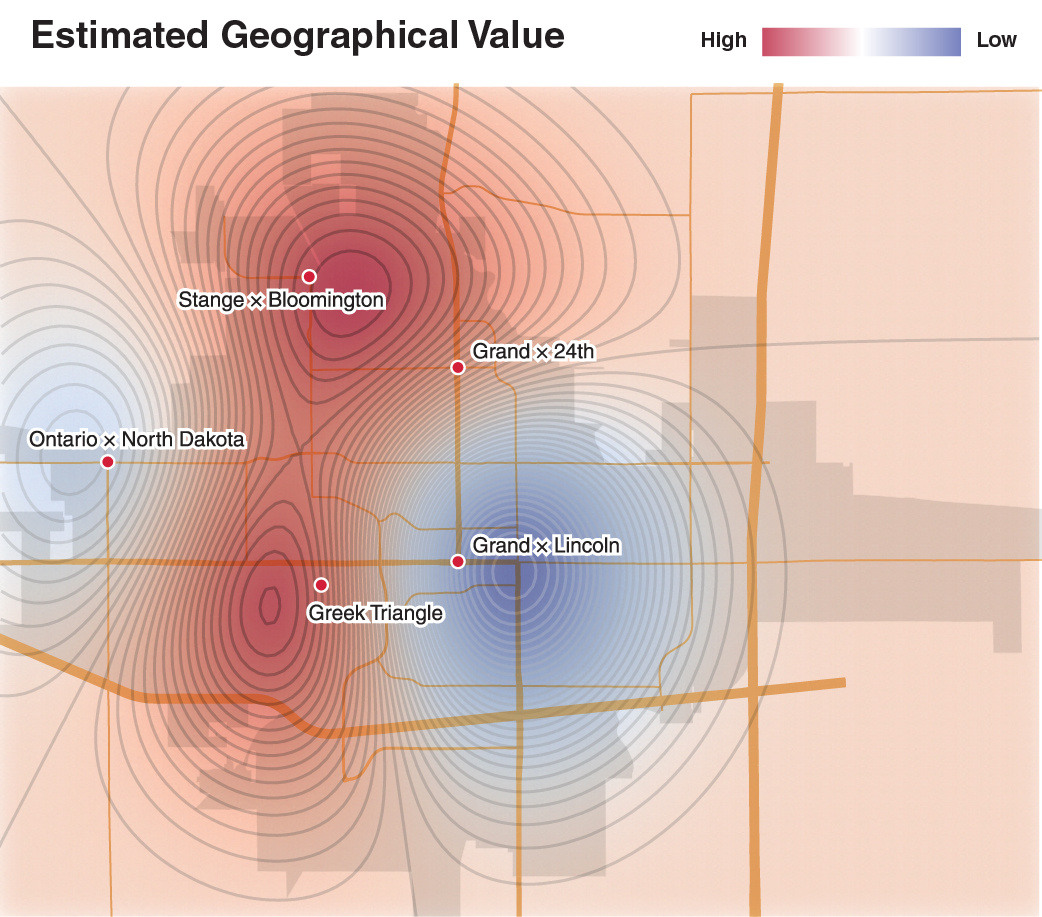 Estimated Geographical Value
High
Low
Stange × Bloomington
Grand × 24th
Ontario × North Dakota
Grand × Lincoln
Greek Triangle